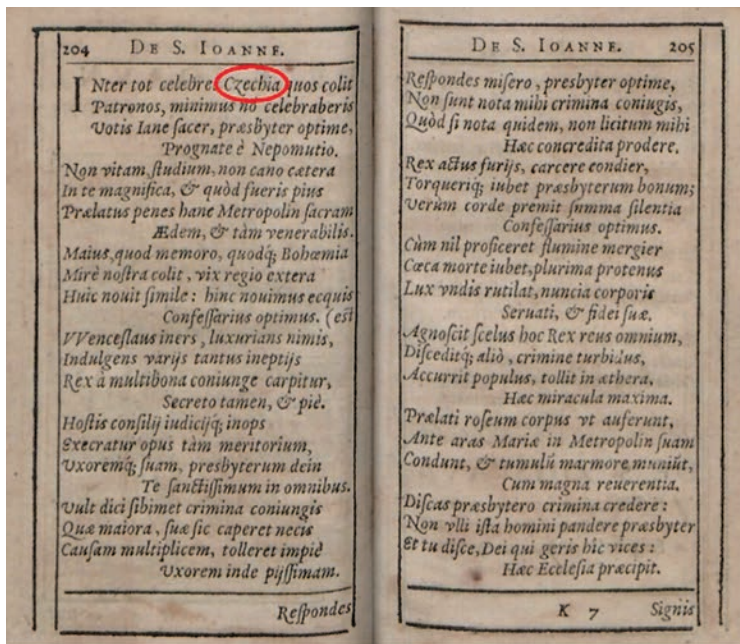 204 DE S. IOANNE.
INter tot celebres Czechia quos colit
Patronos, minimus nō celebraberis
Votis Iane sacer, præsbyter optime,
Prognate è Nepomutio.
Non vitam, studium, non cano cætera
In te magnifica, & quòd fueris pius
Prælatus penes hanc Metropolin sacram
Ædem, & tàm venerabilis.
Maius, quod memoro, quodq; Bohœmia
Mirè nostra colit, vix regio extera
Huic nouit simile: hinc nouimus ecquis
Confessarius optimus. (est
VVenceslaus iners, luxurians nimis,
Indulgens varijs tantus ineptijs
Rex à multibona coniunge carpitur,
Secreto tamen, & piè.
Hostis consilij iudicijq; inops
Execratur opus tàm meritorium,
Vxoremq; suam, presbyterum dein
Te sanctissimum in omnibus.
Vult dici sibimet crimina coniungis
Quæ maiora, suæ sic caperet necis
Causam multiplicem, tolleret impiè
Vxorem inde pijssimam.
Respondes
DE S. IOANNE. 205
Respondes misero, presbyter optime,
Non sunt nota mihi crimina coniugis,
Quòd si nota quidem, non licitum mihi
Hæc concredita prodere.
Rex actus furijs, carcere condier,
Torqueriq; iubet præsbyterum bonum;
Verùm corde premit summa silentia
Confessarius optimus.
Cùm nil proficeret flumine mergier
Cœca morte iubet, plurima protenus
Lux vndis rutilat, nuncia corporis
Seruati, & fidei suæ.
Agnoscit scelus hoc Rex reus omnium,
Disceditq; aliò, crimine turbidus,
Accurrit populus, tollit in æthera,
Hæc miracula maxima.
Prælati roseum corpus vt auferunt,
Ante aras Mariæ in Metropolin suam
Condunt, & tumulū marmore muniūt,
Cum magna reuerentia.
Discas præsbytero crimina credere:
Non vlli ista homini pandere præsbyter
Et tu disce, Dei qui geris hîc vices:
Hæc Ecclesia præcipit.
K 7 Signis